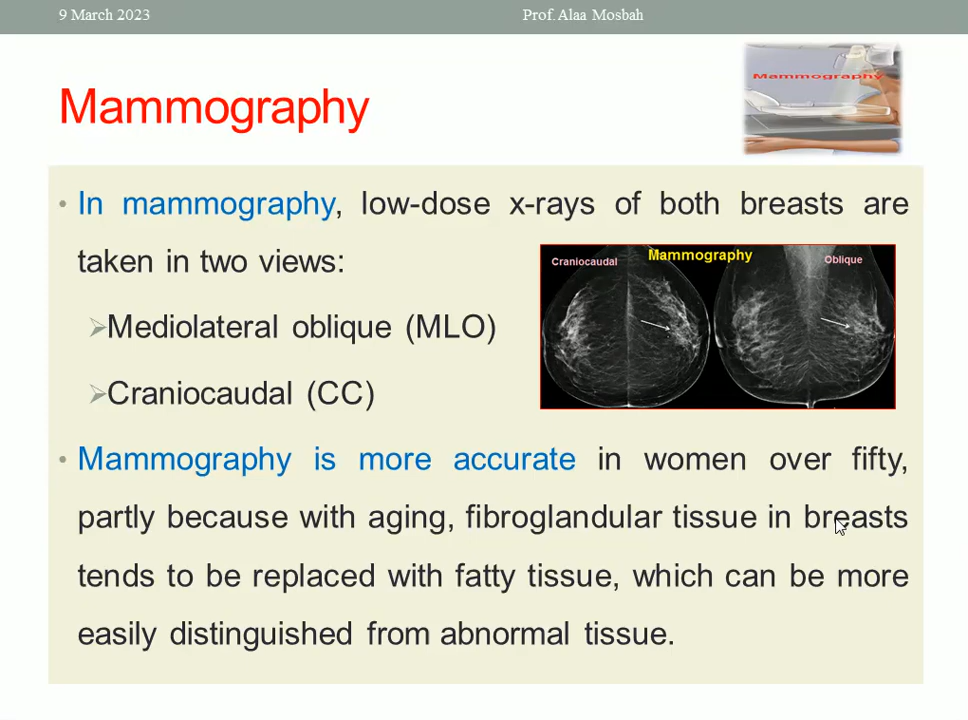 9 March 2023
Prof. Alaa Mosbah
Mammography
Mammography
• In mammography, low-dose x-rays of both breasts are
taken in two views:
Craniocaudal
Mammography
Oblique
➢Mediolateral oblique (MLO)
➢Craniocaudal (CC)
• Mammography is more accurate in women over fifty,
partly because with aging, fibroglandular tissue in breasts
tends to be replaced with fatty tissue, which can be more
easily distinguished from abnormal tissue.